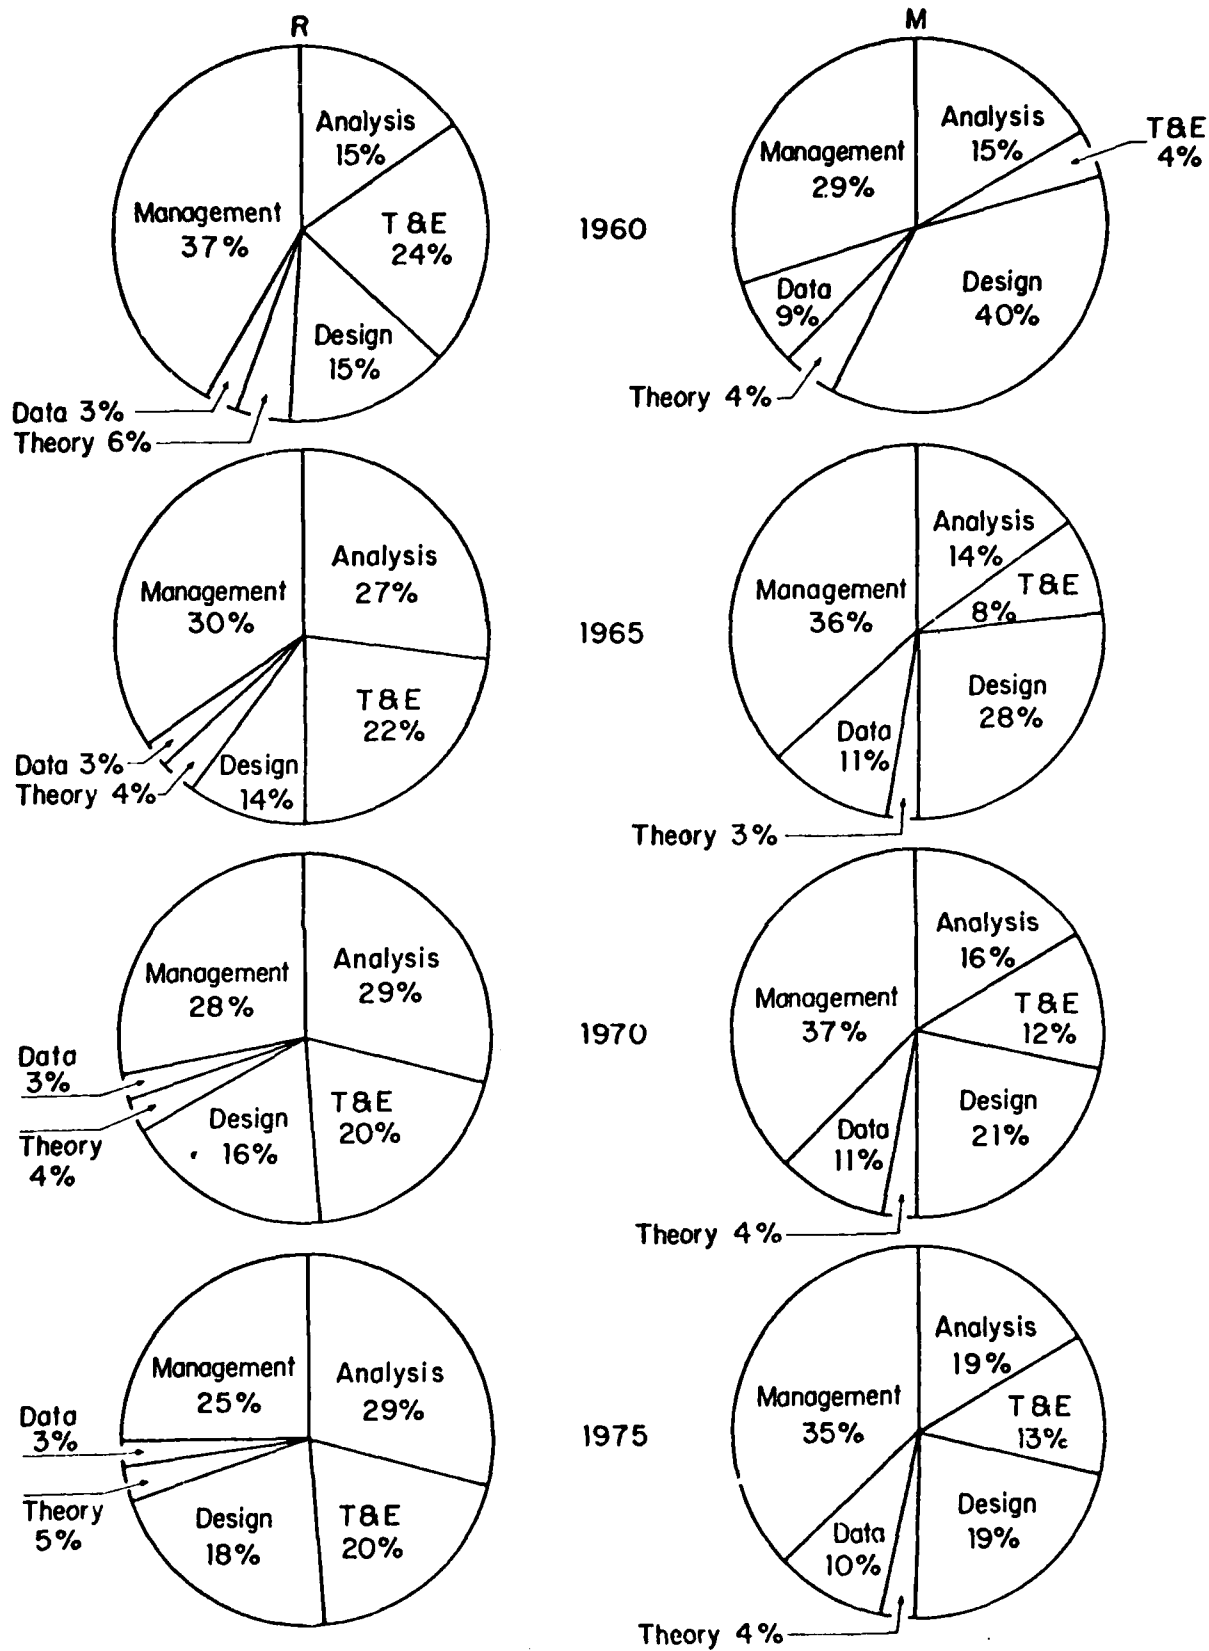 R
Analysis
15%
T&E
24%
Design
15%
Theory 6%
Data 3%
Management
37%
1960
M
Analysis
15%
T&E
4%
Design
40%
Theory 4%
Data
9%
Management
29%
Analysis
27%
T&E
22%
Design
14%
Theory 4%
Data 3%
Management
30%
1965
Analysis
14%
T&E
8%
Design
28%
Theory 3%
Data
11%
Management
36%
Analysis
29%
T&E
20%
Design
16%
Theory
4%
Data
3%
Management
28%
1970
Analysis
16%
T&E
12%
Design
21%
Theory 4%
Data
11%
Management
37%
Analysis
29%
T&E
20%
Design
18%
Theory
5%
Data
3%
Management
25%
1975
Analysis
19%
T&E
13%
Design
19%
Theory 4%
Data
10%
Management
35%